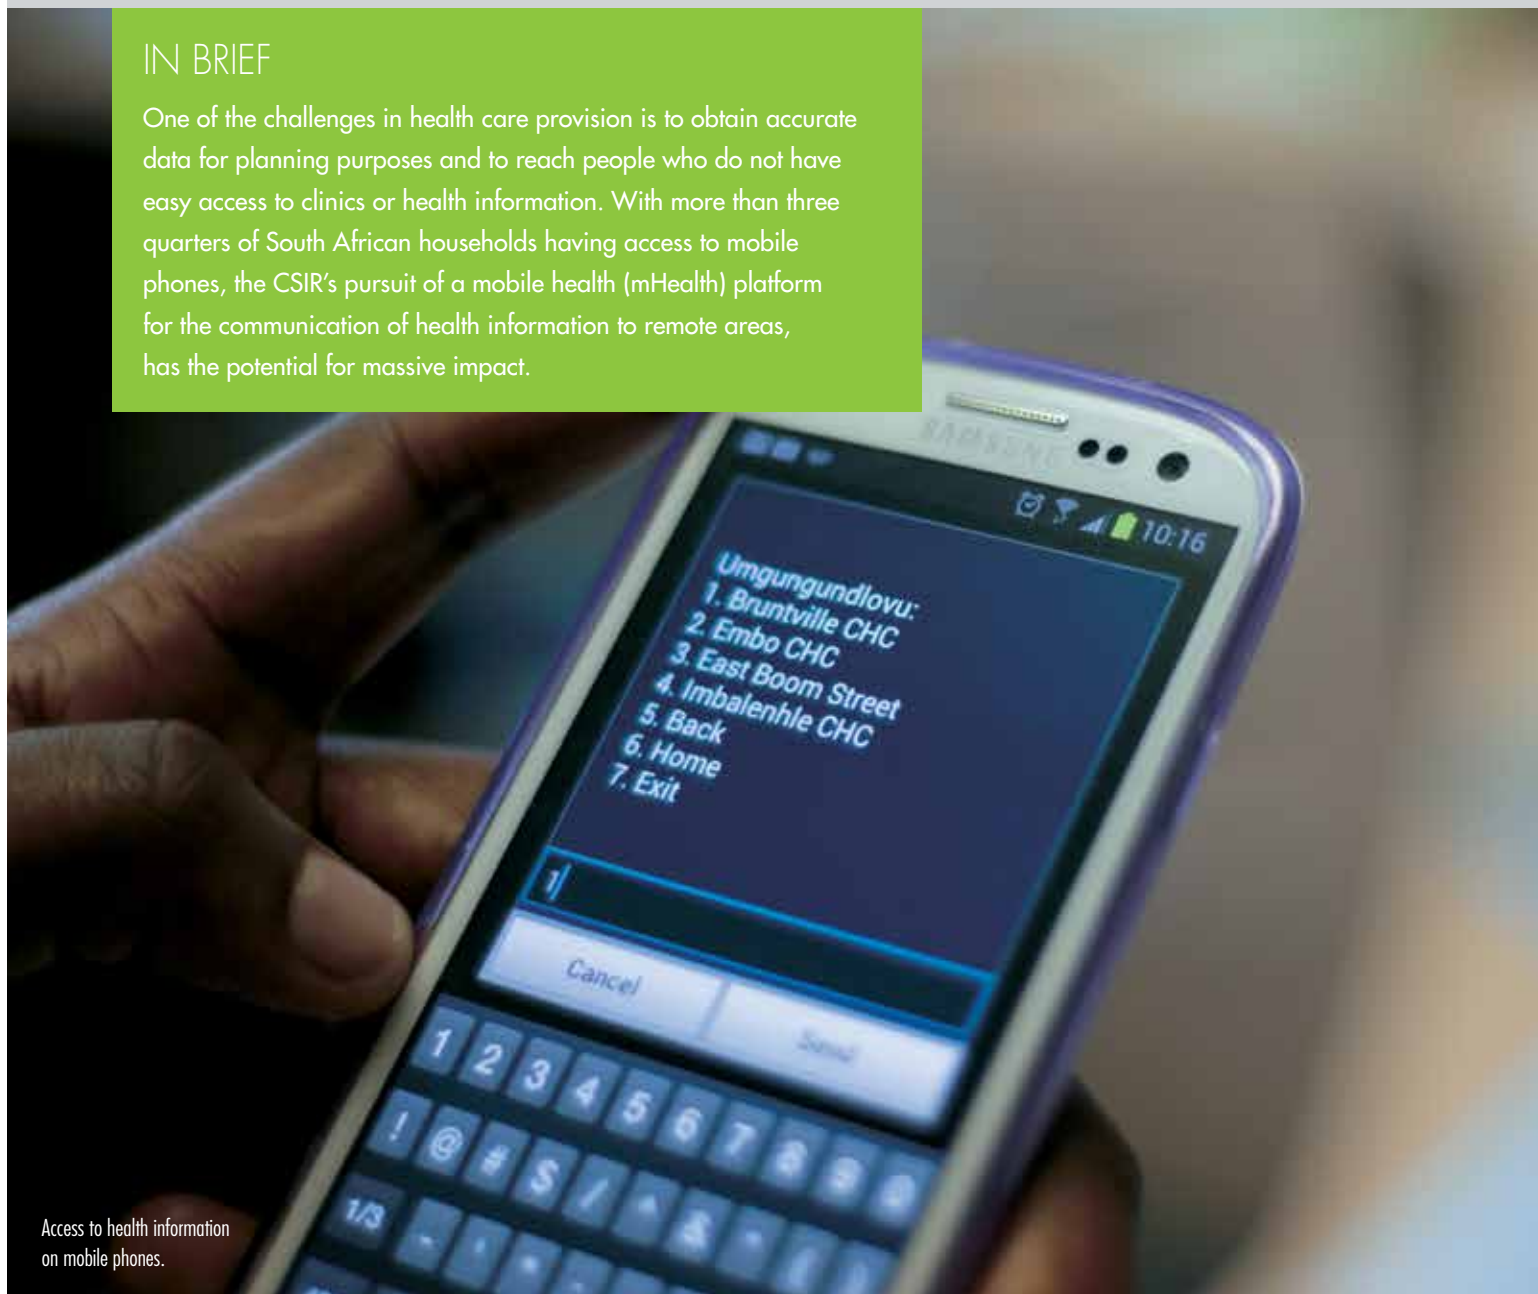 IN BRIEF
One of the challenges in health care provision is to obtain accurate
data for planning purposes and to reach people who do not have
easy access to clinics or health information. With more than three
quarters of South African households having access to mobile
phones, the CSIR's pursuit of a mobile health (mHealth) platform
for the communication of health information to remote areas,
has the potential for massive impact.
SAMSUNG
10:16
Umgungundlovu:
1. Bruntville CHC
2. Embo CHC
3. East Boom Street
4. Imbalenhle CHC
5. Back
6. Home
7. Exit
1
Cancel
Send
1 2 3 4 5 6 7 8 9 0
! @ # $ / ^ &
1/3
Access to health information
on mobile phones.